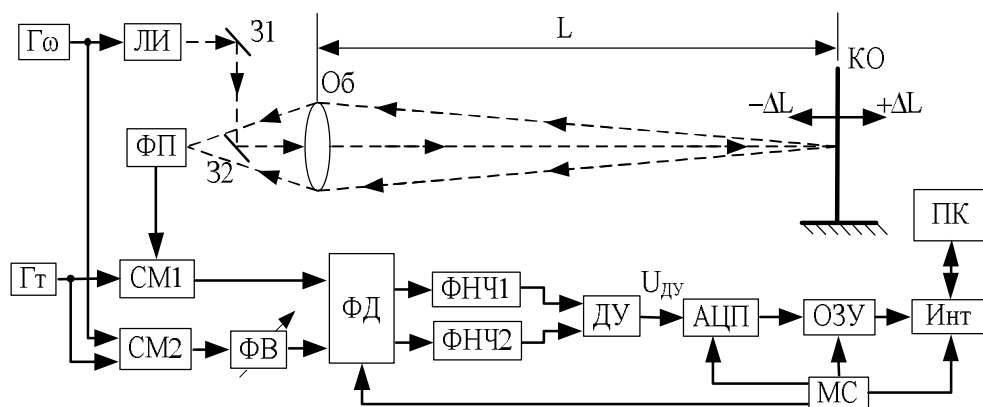 Гω
ЛИ
З1
L
КО
Об
−ΔL
+ΔL
ФП
З2
ПК
Гт
СМ1
ФД
ФНЧ1
U_ДУ
ДУ
АЦП
ОЗУ
Инт
СМ2
ФВ
ФНЧ2
МС